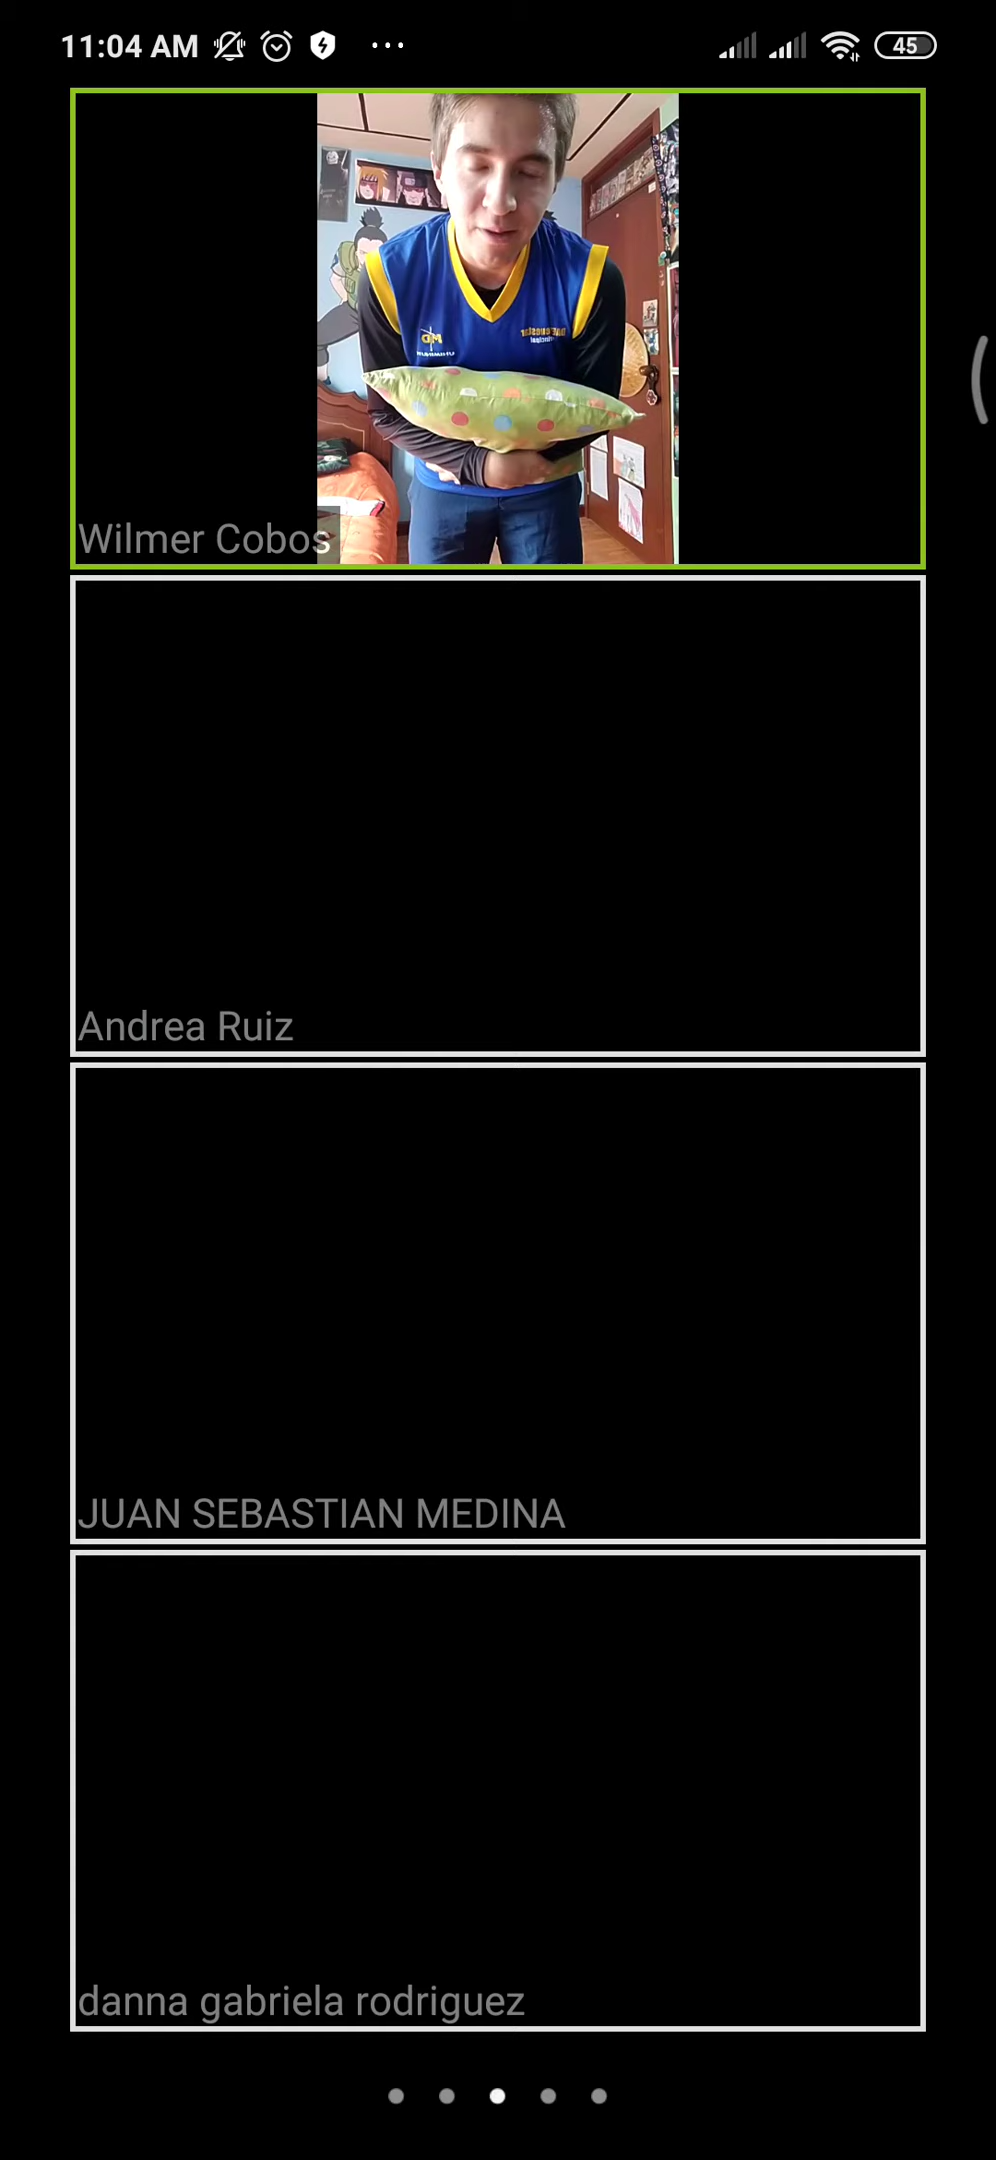 11:04 AM
45
Wilmer Cobos
Andrea Ruiz
JUAN SEBASTIAN MEDINA
danna gabriela rodriguez